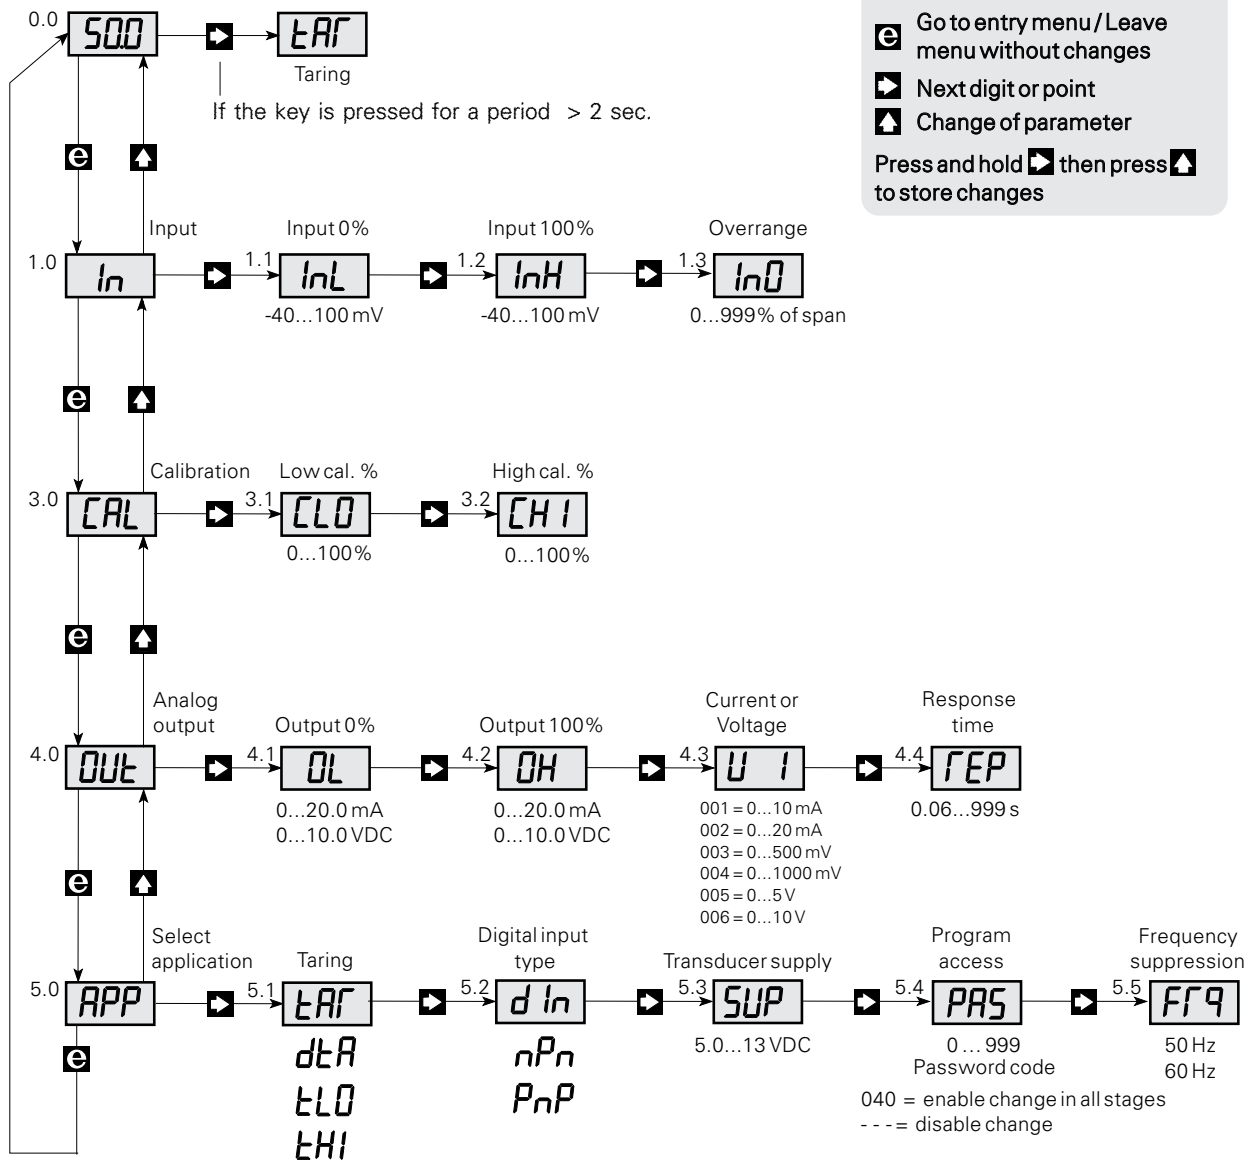 0.0
50.0
tAr
Taring
If the key is pressed for a period > 2 sec.
e Go to entry menu / Leave
menu without changes
Next digit or point
Change of parameter
Press and hold then press
to store changes
e
Input
Input 0%
Input 100%
Overrange
1.0
In
1.1
InL
1.2
InH
1.3
InO
-40...100 mV
-40...100 mV
0...999% of span
e
Calibration
Low cal. %
High cal. %
3.0
CAL
3.1
CLO
3.2
CHI
0...100%
0...100%
e
Analog
output
Output 0%
Output 100%
Current or
Voltage
Response
time
4.0
OUt
4.1
OL
4.2
OH
4.3
U I
4.4
rEP
0...20.0 mA
0...10.0 VDC
0...20.0 mA
0...10.0 VDC
001 = 0...10 mA
002 = 0...20 mA
003 = 0...500 mV
004 = 0...1000 mV
005 = 0...5 V
006 = 0...10 V
0.06...999 s
e
Select
application
Taring
Digital input
type
Transducer supply
Program
access
Frequency
suppression
5.0
APP
5.1
tAr
5.2
dIn
5.3
SUP
5.4
PAS
5.5
Frq
e
dtA
tLO
tHI
nPn
PnP
5.0...13 VDC
0...999
Password code
040 = enable change in all stages
- - - = disable change
50 Hz
60 Hz